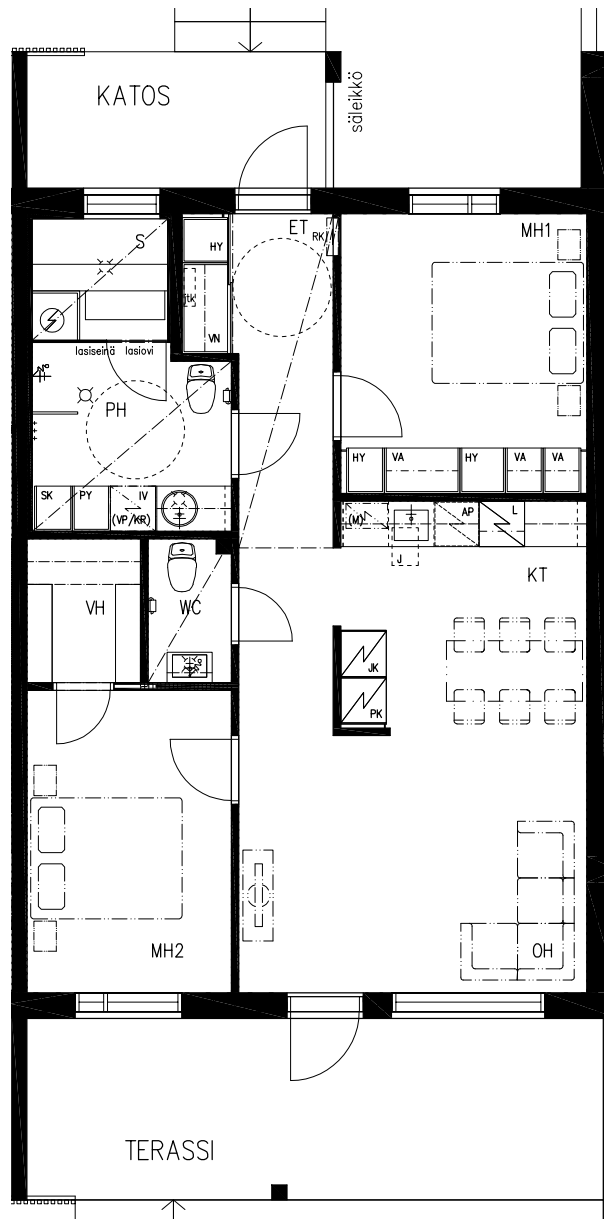 KATOS
säleikkö
S
HY
ET
RK
MH1
jtk
VN
lasiseinä lasiovi
PH
HY
VA
HY
VA
VA
SK
PY
IV
(VP/KR)
(M)
AP
L
J
KT
VH
WC
JK
PK
MH2
OH
TERASSI